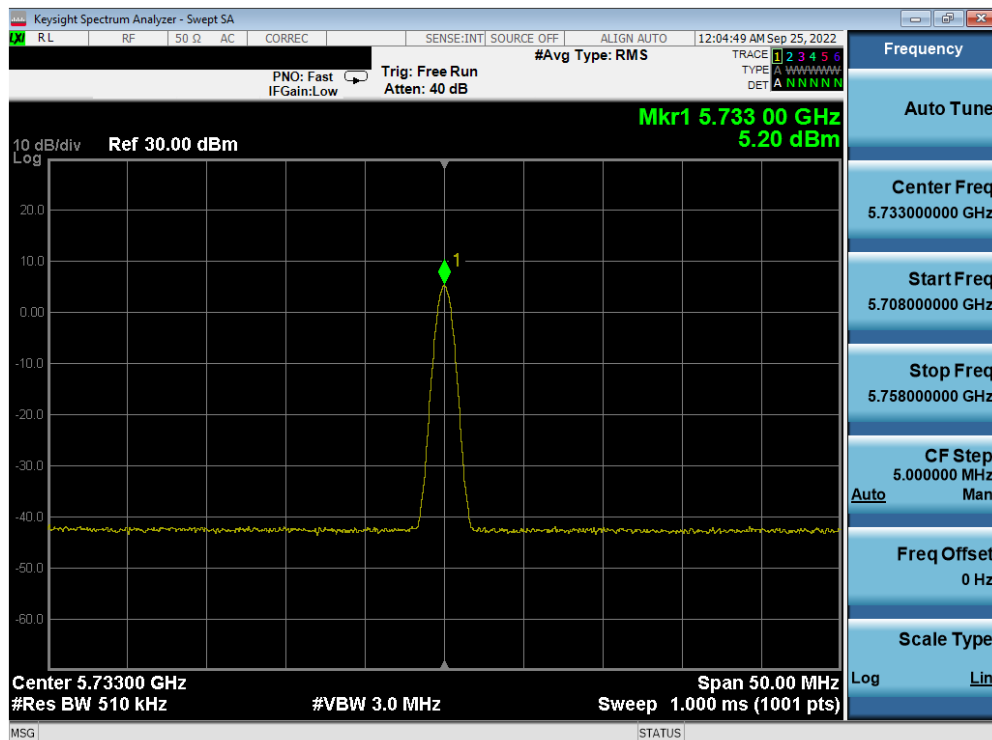 Keysight Spectrum Analyzer - Swept SA
LXI RL RF 50 Ω AC CORREC SENSE:INT SOURCE OFF ALIGN AUTO 12:04:49 AM Sep 25, 2022
#Avg Type: RMS
TRACE 1 2 3 4 5 6
TYPE A WWWWWW
DET A N N N N N
PNO: Fast
IFGain:Low
Trig: Free Run
Atten: 40 dB
Mkr1 5.733 00 GHz
5.20 dBm
10 dB/div
Log
Ref 30.00 dBm
20.0
10.0
0.00
-10.0
-20.0
-30.0
-40.0
-50.0
-60.0
1
Center 5.73300 GHz
Span 50.00 MHz
#Res BW 510 kHz
#VBW 3.0 MHz
Sweep 1.000 ms (1001 pts)
MSG
STATUS
Frequency
Auto Tune
Center Freq
5.733000000 GHz
Start Freq
5.708000000 GHz
Stop Freq
5.758000000 GHz
CF Step
5.000000 MHz
Auto Man
Freq Offset
0 Hz
Scale Type
Log Lin